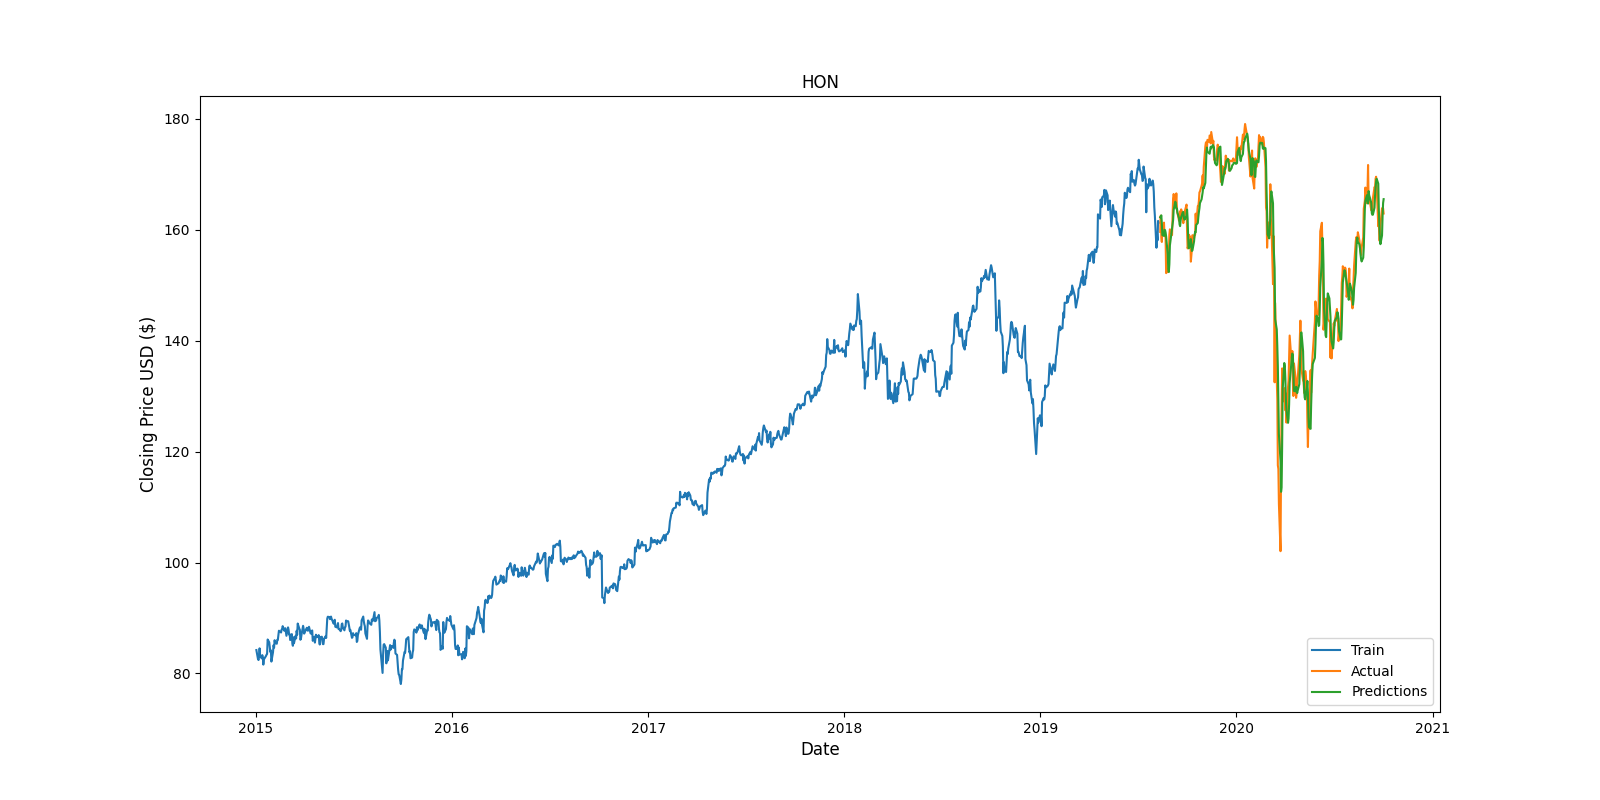 HON
Closing Price USD ($)
180
160
140
120
100
80
2015 2016 2017 2018 2019 2020 2021
Date
Train
Actual
Predictions